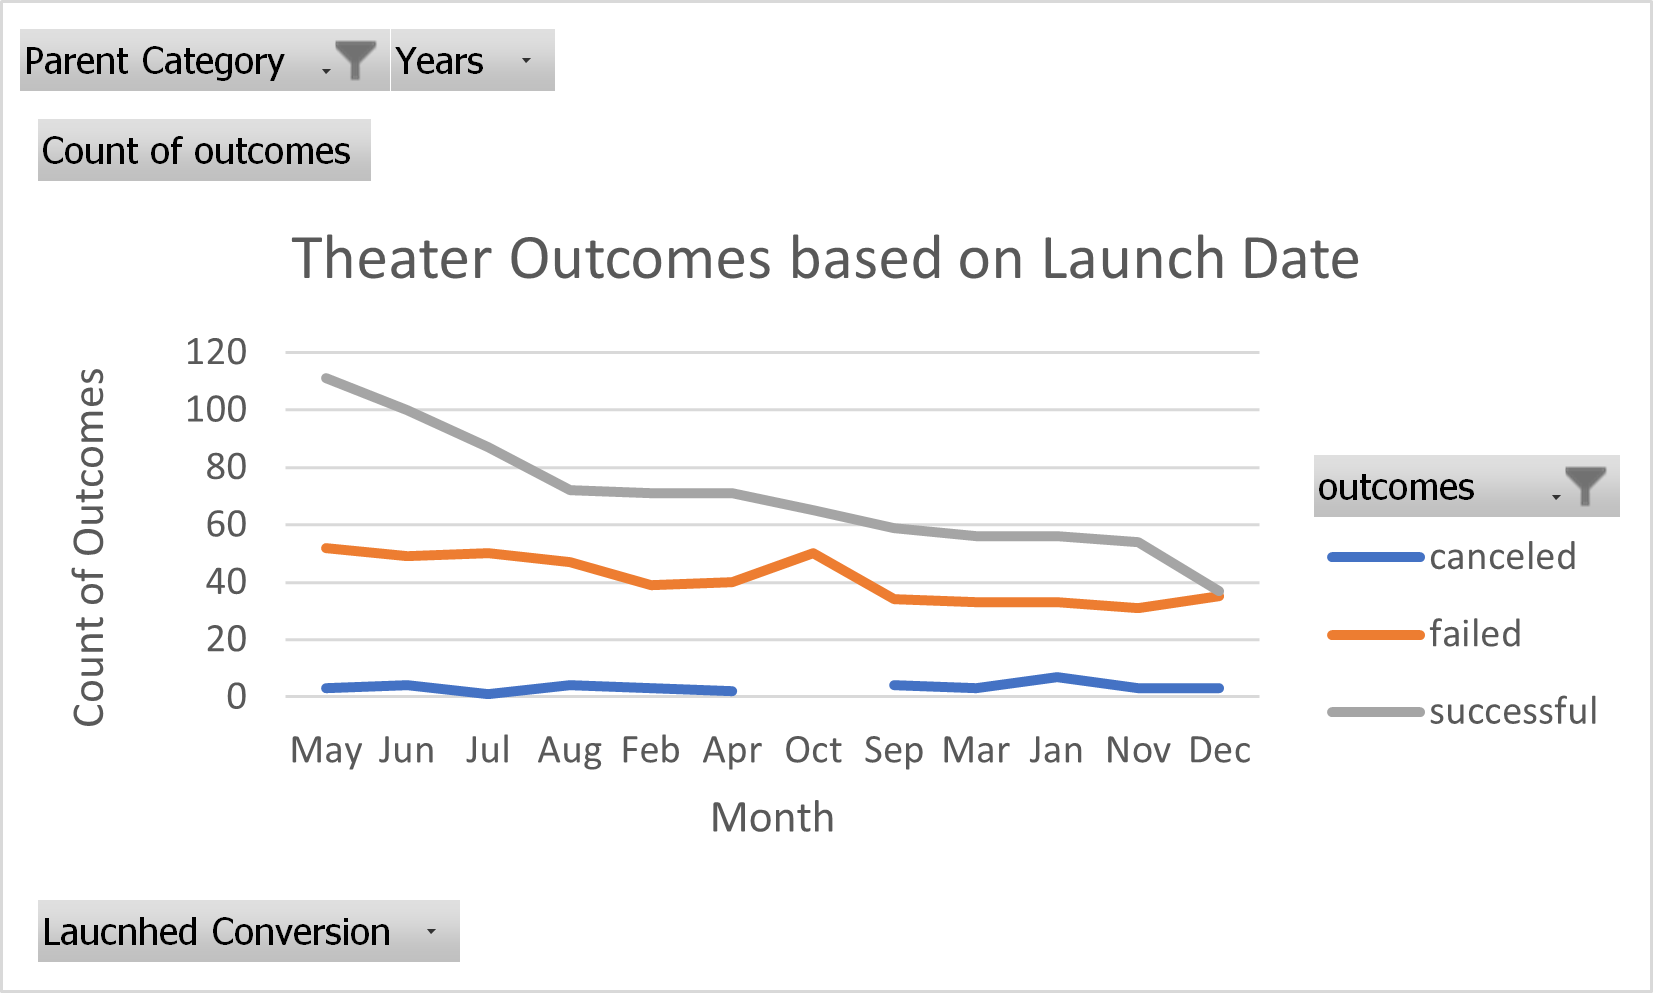 Parent Category Years
Count of outcomes
Theater Outcomes based on Launch Date
120
100
80
60
40
20
0
Count of Outcomes
May Jun Jul Aug Feb Apr Oct Sep Mar Jan Nov Dec
Month
outcomes
canceled
failed
successful
Laucnhed Conversion